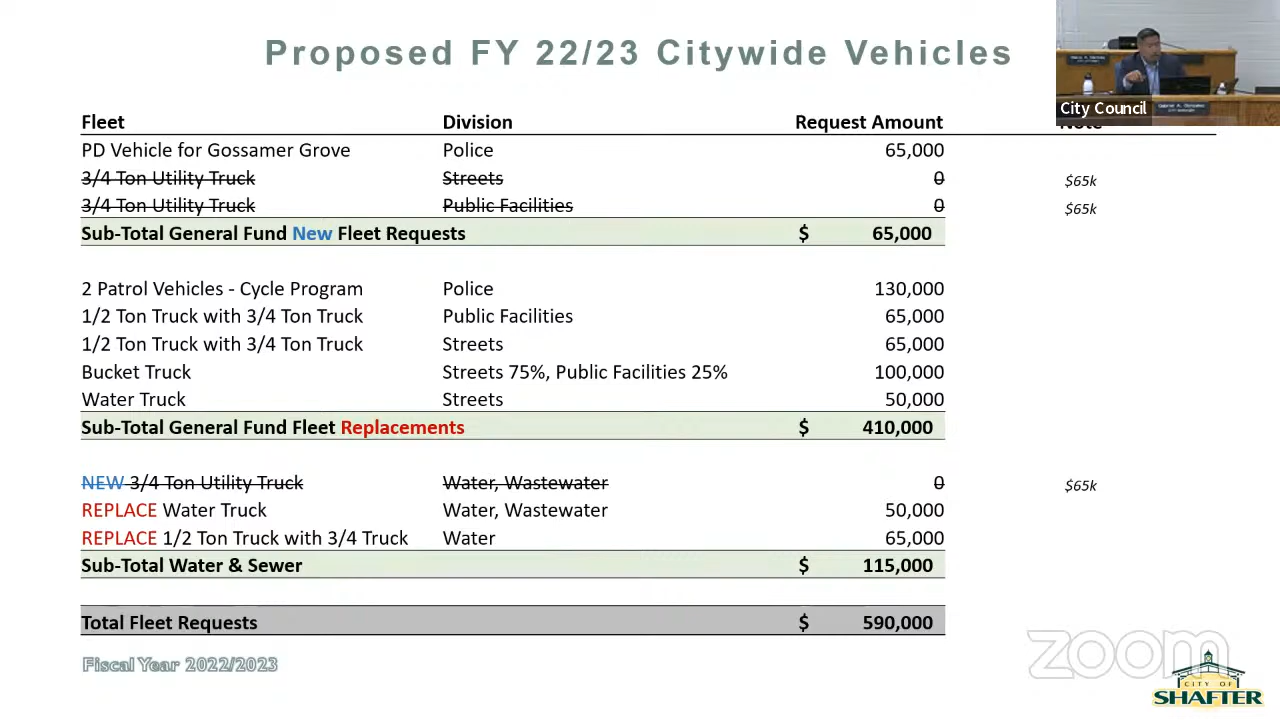 Proposed FY 22/23 Citywide Vehicles
City Council
Fleet Division Request Amount Note
PD Vehicle for Gossamer Grove Police 65,000
3/4 Ton Utility Truck Streets 0 $65k
3/4 Ton Utility Truck Public Facilities 0 $65k
Sub-Total General Fund New Fleet Requests $ 65,000
2 Patrol Vehicles - Cycle Program Police 130,000
1/2 Ton Truck with 3/4 Ton Truck Public Facilities 65,000
1/2 Ton Truck with 3/4 Ton Truck Streets 65,000
Bucket Truck Streets 75%, Public Facilities 25% 100,000
Water Truck Streets 50,000
Sub-Total General Fund Fleet Replacements $ 410,000
NEW 3/4 Ton Utility Truck Water, Wastewater 0 $65k
REPLACE Water Truck Water, Wastewater 50,000
REPLACE 1/2 Ton Truck with 3/4 Truck Water 65,000
Sub-Total Water & Sewer $ 115,000
Total Fleet Requests $ 590,000
Fiscal Year 2022/2023
zoom
CITY OF
SHAFTER